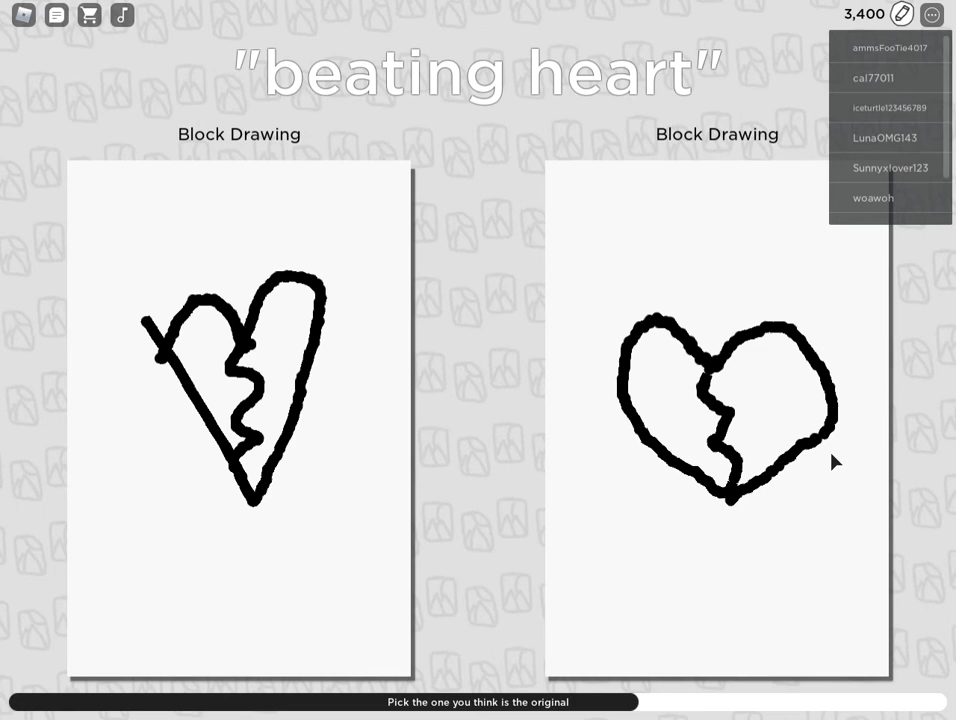 3,400
"beating heart"
ammsFooTie4017
cal77011
iceturtle123456789
LunaOMG143
Sunnyxlover123
woawoh
Block Drawing
Block Drawing
Pick the one you think is the original